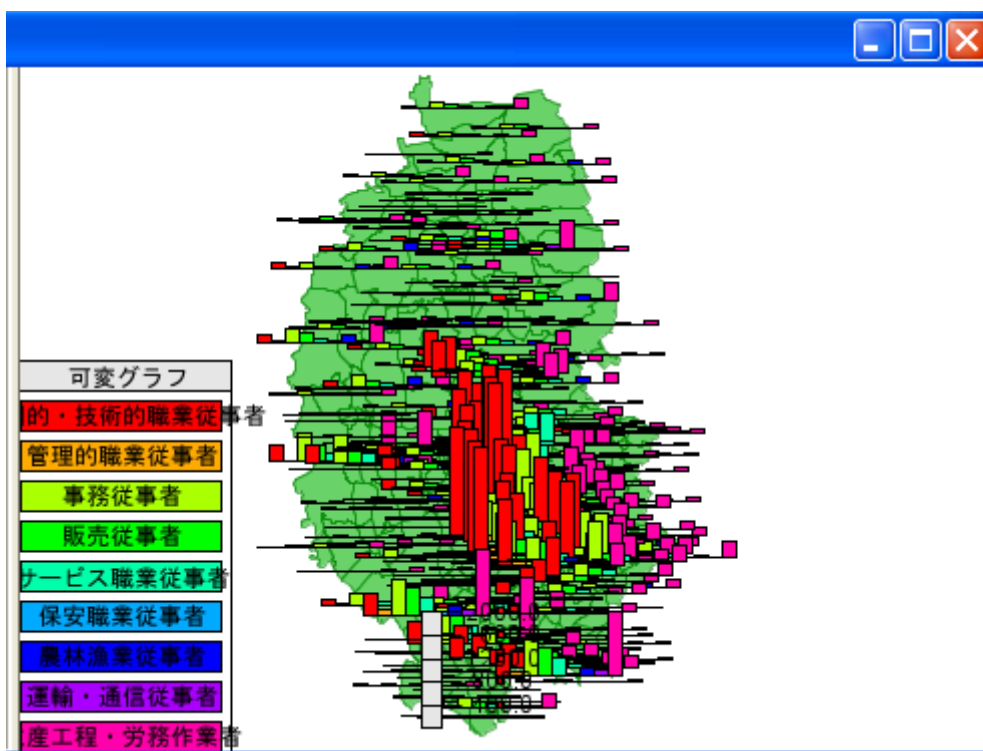 可変グラフ
的・技術的職業従事者
管理的職業従事者
事務従事者
販売従事者
サービス職業従事者
保安職業従事者
農林漁業従事者
運輸・通信従事者
産工程・労務作業者